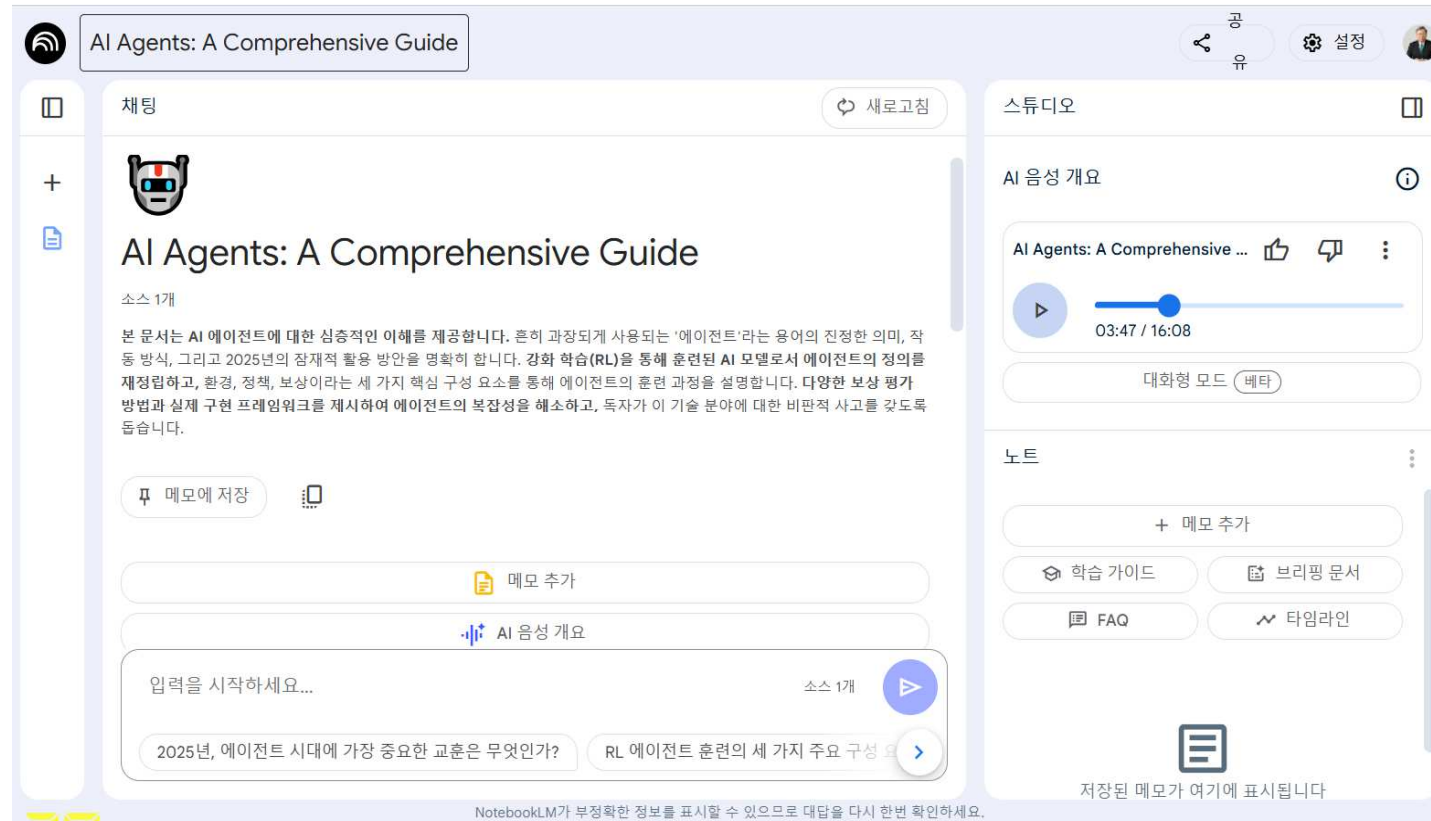 AI Agents: A Comprehensive Guide
공
유
설정
채팅
새로고침
AI Agents: A Comprehensive Guide
소스 1개
본 문서는 AI 에이전트에 대한 심층적인 이해를 제공합니다. 흔히 과장되게 사용되는 '에이전트'라는 용어의 진정한 의미, 작
동 방식, 그리고 2025년의 잠재적 활용 방안을 명확히 합니다. 강화 학습(RL)을 통해 훈련된 AI 모델로서 에이전트의 정의를
재정립하고, 환경, 정책, 보상이라는 세 가지 핵심 구성 요소를 통해 에이전트의 훈련 과정을 설명합니다. 다양한 보상 평가
방법과 실제 구현 프레임워크를 제시하여 에이전트의 복잡성을 해소하고, 독자가 이 기술 분야에 대한 비판적 사고를 갖도록
돕습니다.
메모에 저장
메모 추가
AI 음성 개요
입력을 시작하세요...
소스 1개
2025년, 에이전트 시대에 가장 중요한 교훈은 무엇인가?
RL 에이전트 훈련의 세 가지 주요 구성
스튜디오
AI 음성 개요
AI Agents: A Comprehensive ...
03:47 / 16:08
대화형 모드 베타
노트
+ 메모 추가
학습 가이드
브리핑 문서
FAQ
타임라인
저장된 메모가 여기에 표시됩니다
NotebookLM가 부정확한 정보를 표시할 수 있으므로 대답을 다시 한번 확인하세요.